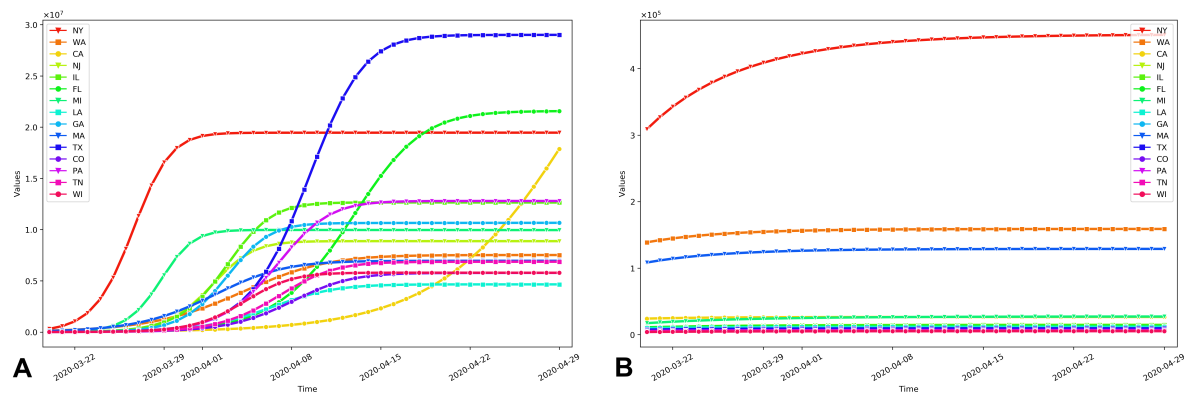 ×10⁷
3.0
2.5
2.0
1.5
1.0
0.5
0.0
Values
NY
WA
CA
NJ
IL
FL
MI
LA
GA
MA
TX
CO
PA
TN
WI
2020-03-22
2020-03-29
2020-04-01
2020-04-08
2020-04-15
2020-04-22
2020-04-29
Time
A
×10⁵
4
3
2
1
0
Values
NY
WA
CA
NJ
IL
FL
MI
LA
GA
MA
TX
CO
PA
TN
WI
2020-03-22
2020-03-29
2020-04-01
2020-04-08
2020-04-15
2020-04-22
2020-04-29
Time
B